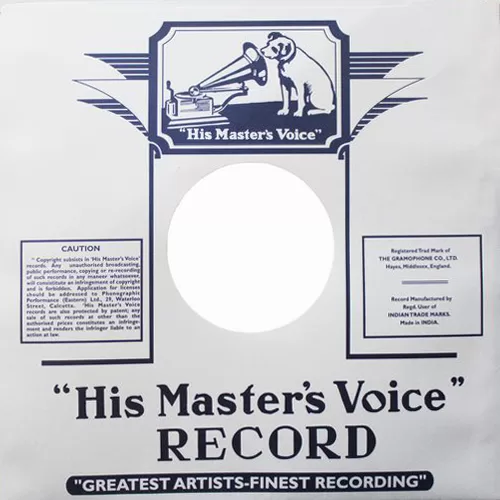 "His Master's Voice"
CAUTION
"Copyright subsists in 'His Master's Voice'
records. Any unauthorised broadcasting,
public performance, copying or re-recording
of such records in any manner whatsoever,
will constitute an infringement of copyright
and is forbidden. Application for licences
should be addressed to Phonographic
Performance (Eastern) Ltd., 29, Waterloo
Street, Calcutta. 'His Master's Voice'
records are also protected by patent; any
sale of such records at other than the
authorised prices constitutes an infringe-
ment and renders the infringer liable to an
action at law.
Registered Trad Mark of
THE GRAMOPHONE CO., LTD.
Hayes, Middlesex, England.
Record Manufactured by
Regd. User of
INDIAN TRADE MARKS.
Made in INDIA.
"His Master's Voice"
RECORD
"GREATEST ARTISTS-FINEST RECORDING"